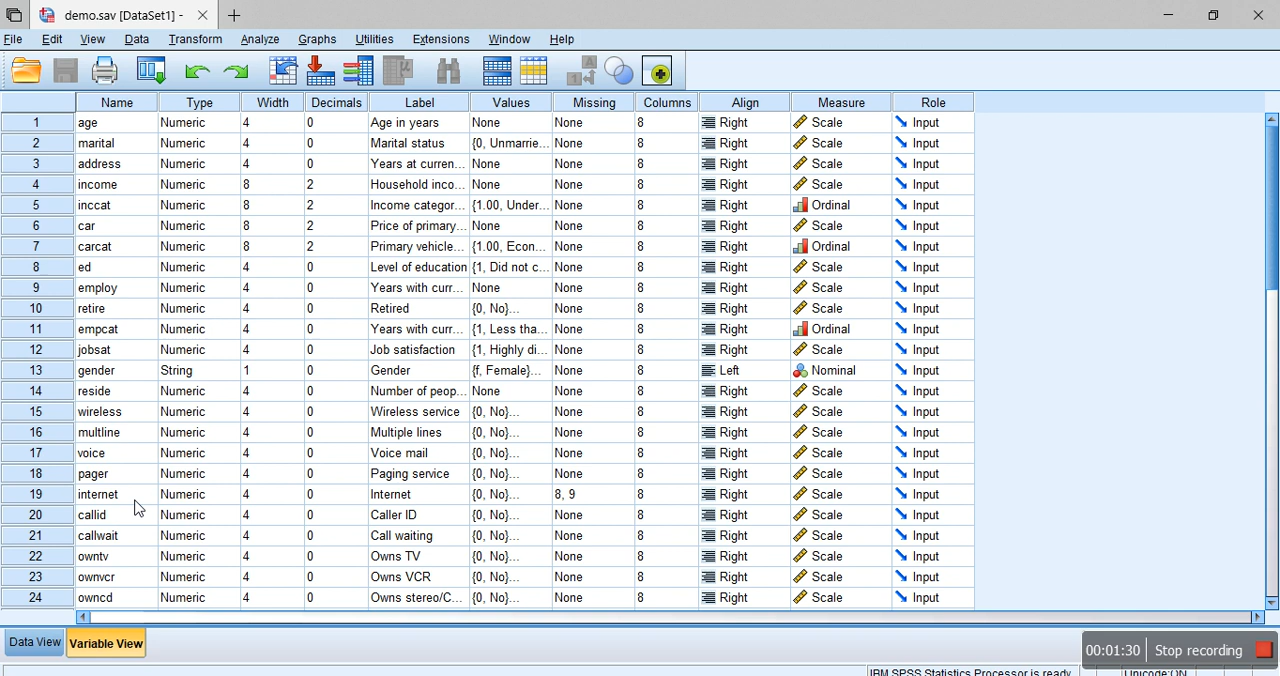 demo.sav [DataSet1] -
File Edit View Data Transform Analyze Graphs Utilities Extensions Window Help
Name Type Width Decimals Label Values Missing Columns Align Measure Role
1 age Numeric 4 0 Age in years None None 8 Right Scale Input
2 marital Numeric 4 0 Marital status {0, Unmarrie... None 8 Right Scale Input
3 address Numeric 4 0 Years at curren... None None 8 Right Scale Input
4 income Numeric 8 2 Household inco... None None 8 Right Scale Input
5 inccat Numeric 8 2 Income categor... {1.00, Under... None 8 Right Ordinal Input
6 car Numeric 8 2 Price of primary... None None 8 Right Scale Input
7 carcat Numeric 8 2 Primary vehicle... {1.00, Econ... None 8 Right Ordinal Input
8 ed Numeric 4 0 Level of education {1, Did not c... None 8 Right Scale Input
9 employ Numeric 4 0 Years with curr... None None 8 Right Scale Input
10 retire Numeric 4 0 Retired {0, No}... None 8 Right Scale Input
11 empcat Numeric 4 0 Years with curr... {1, Less tha... None 8 Right Ordinal Input
12 jobsat Numeric 4 0 Job satisfaction {1, Highly di... None 8 Right Scale Input
13 gender String 1 0 Gender {f, Female}... None 8 Left Nominal Input
14 reside Numeric 4 0 Number of peop... None None 8 Right Scale Input
15 wireless Numeric 4 0 Wireless service {0, No}... None 8 Right Scale Input
16 multline Numeric 4 0 Multiple lines {0, No}... None 8 Right Scale Input
17 voice Numeric 4 0 Voice mail {0, No}... None 8 Right Scale Input
18 pager Numeric 4 0 Paging service {0, No}... None 8 Right Scale Input
19 internet Numeric 4 0 Internet {0, No}... 8, 9 8 Right Scale Input
20 callid Numeric 4 0 Caller ID {0, No}... None 8 Right Scale Input
21 callwait Numeric 4 0 Call waiting {0, No}... None 8 Right Scale Input
22 owntv Numeric 4 0 Owns TV {0, No}... None 8 Right Scale Input
23 ownvcr Numeric 4 0 Owns VCR {0, No}... None 8 Right Scale Input
24 owncd Numeric 4 0 Owns stereo/C... {0, No}... None 8 Right Scale Input
Data View Variable View
00:01:30 Stop recording
IBM SPSS Statistics Processor is ready Unicode:ON